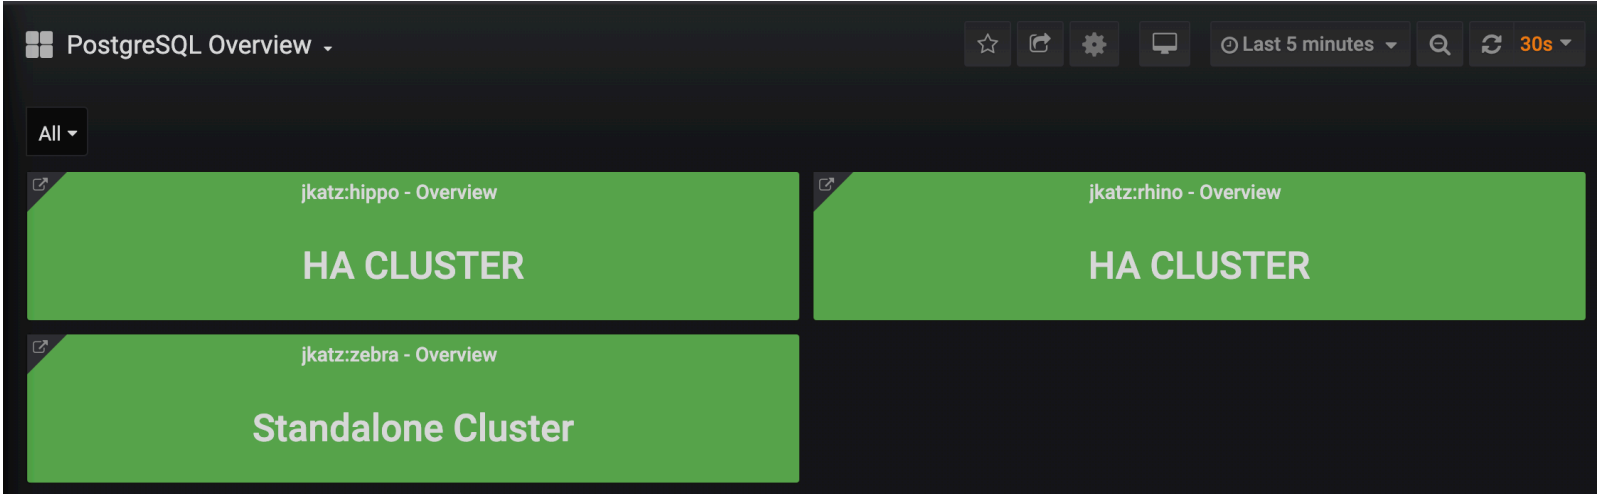 PostgreSQL Overview
Last 5 minutes
30s
All
jkatz:hippo - Overview
HA CLUSTER
jkatz:rhino - Overview
HA CLUSTER
jkatz:zebra - Overview
Standalone Cluster